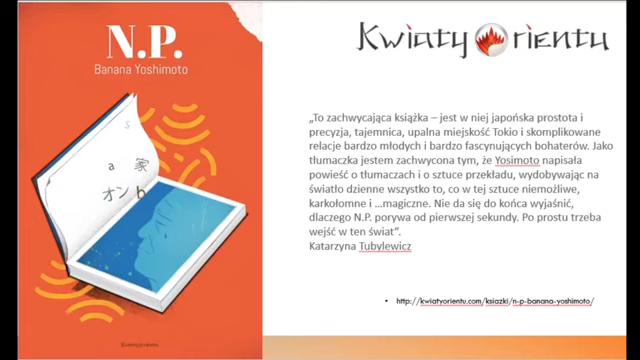 N.P.
Banana Yoshimoto
s
a 家
オン b
Kwiaty Orientu
„To zachwycająca książka – jest w niej japońska prostota i
precyzja, tajemnica, upalna miejskość Tokio i skomplikowane
relacje bardzo młodych i bardzo fascynujących bohaterów. Jako
tłumaczka jestem zachwycona tym, że Yosimoto napisała
powieść o tłumaczach i o sztuce przekładu, wydobywając na
światło dzienne wszystko to, co w tej sztuce niemożliwe,
karkołomne i ...magiczne. Nie da się do końca wyjaśnić,
dlaczego N.P. porywa od pierwszej sekundy. Po prostu trzeba
wejść w ten świat”.
Katarzyna Tubylewicz
• http://kwiatyorientu.com/ksiazki/n-p-banana-yoshimoto/